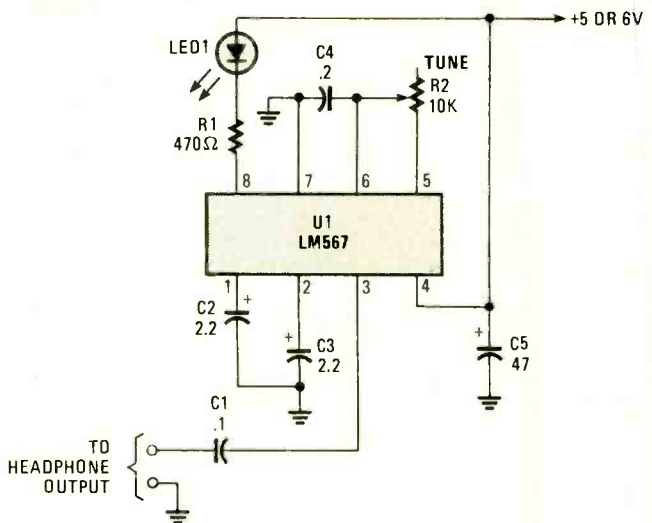 +5 OR 6V
LED1
C4
.2
TUNE
R2
10K
R1
470Ω
8
7
6
5
U1
LM567
1
2
3
4
+
C2
2.2
+
C3
2.2
+
C5
47
C1
.1
TO
HEADPHONE
OUTPUT